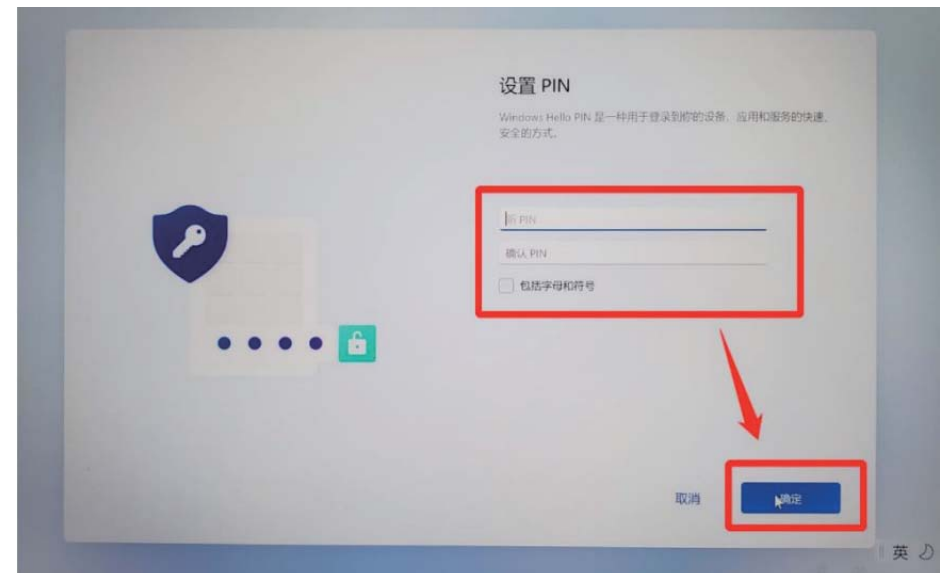 设置 PIN
Windows Hello PIN 是一种用于登录到你的设备、应用和服务的快速、
安全的方式。
新 PIN
确认 PIN
包括字母和符号
取消
确定
英